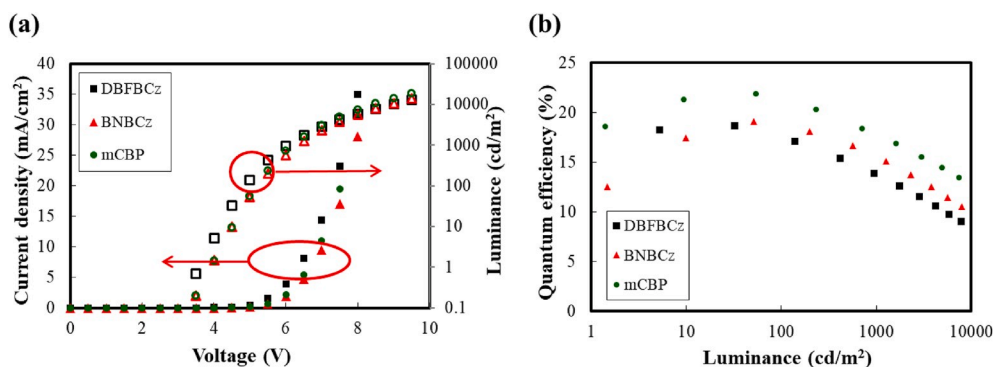 (a)
40
35
30
25
20
15
10
5
0
Current density (mA/cm²)
DBFBCz
BNBCz
mCBP
100000
10000
1000
100
10
1
0.1
Luminance (cd/m²)
0 2 4 6 8 10
Voltage (V)
(b)
25
20
15
10
5
0
Quantum efficiency (%)
DBFBCz
BNBCz
mCBP
1 10 100 1000 10000
Luminance (cd/m²)